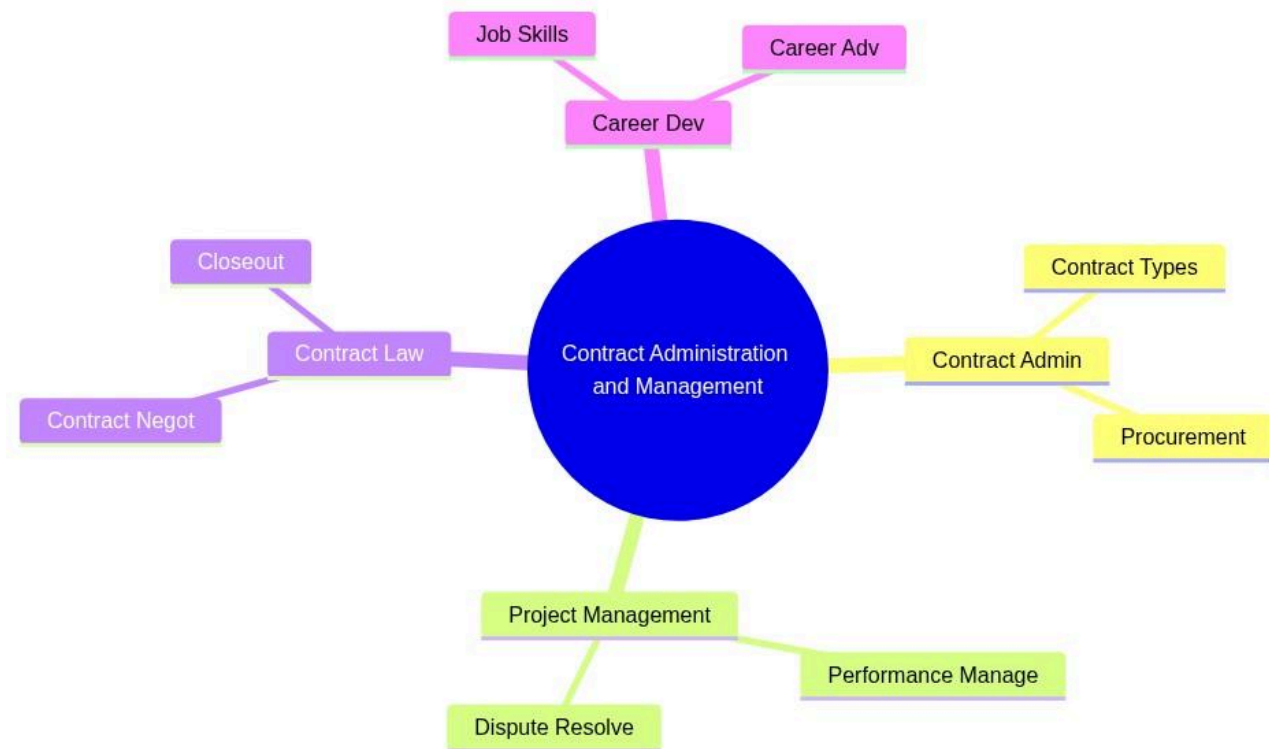 Job Skills
Career Adv
Career Dev
Closeout
Contract Types
Contract Law
Contract Administration
and Management
Contract Admin
Contract Negot
Procurement
Project Management
Performance Manage
Dispute Resolve